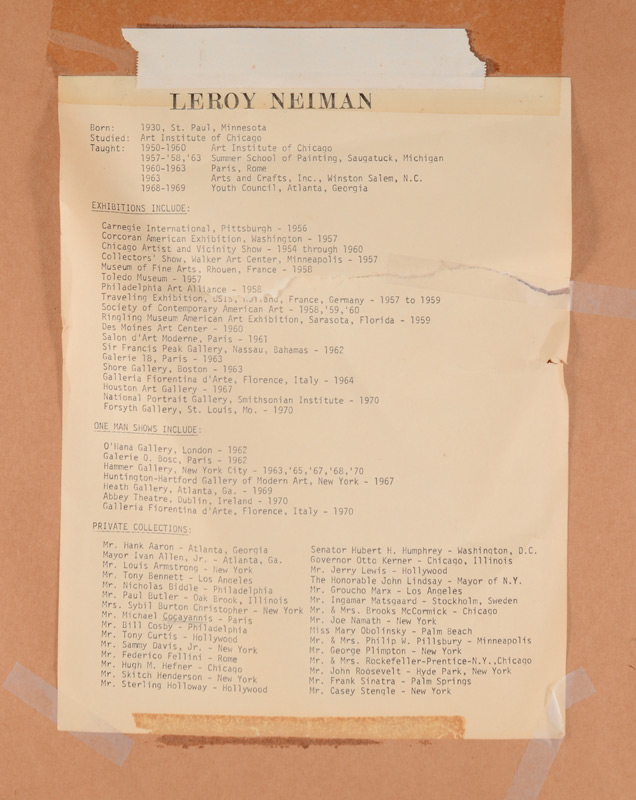 LEROY NEIMAN
Born: 1930, St. Paul, Minnesota
Studied: Art Institute of Chicago
Taught: 1950-1960 Art Institute of Chicago
1957-'58,'63 Summer School of Painting, Saugatuck, Michigan
1960-1963 Paris, Rome
1963 Arts and Crafts, Inc., Winston Salem, N.C.
1968-1969 Youth Council, Atlanta, Georgia
EXHIBITIONS INCLUDE:
Carnegie International, Pittsburgh - 1956
Corcoran American Exhibition, Washington - 1957
Chicago Artist and Vicinity Show - 1954 through 1960
Collectors' Show, Walker Art Center, Minneapolis - 1957
Museum of Fine Arts, Rhouen, France - 1958
Toledo Museum - 1957
Philadelphia Art Alliance - 1958
Traveling Exhibition, USIS, Holland, France, Germany - 1957 to 1959
Society of Contemporary American Art - 1958,'59,'60
Ringling Museum American Art Exhibition, Sarasota, Florida - 1959
Des Moines Art Center - 1960
Salon d'Art Moderne, Paris - 1961
Sir Francis Peak Gallery, Nassau, Bahamas - 1962
Galerie 18, Paris - 1963
Shore Gallery, Boston - 1963
Galleria Fiorentina d'Arte, Florence, Italy - 1964
Houston Art Gallery - 1967
National Portrait Gallery, Smithsonian Institute - 1970
Forsyth Gallery, St. Louis, Mo. - 1970
ONE MAN SHOWS INCLUDE:
O'Hana Gallery, London - 1962
Galerie O. Bosc, Paris - 1962
Hammer Gallery, New York City - 1963,'65,'67,'68,'70
Huntington-Hartford Gallery of Modern Art, New York - 1967
Heath Gallery, Atlanta, Ga. - 1969
Abbey Theatre, Dublin, Ireland - 1970
Galleria Fiorentina d'Arte, Florence, Italy - 1970
PRIVATE COLLECTIONS:
Mr. Hank Aaron - Atlanta, Georgia
Mayor Ivan Allen, Jr. - Atlanta, Ga.
Mr. Louis Armstrong - New York
Mr. Tony Bennett - Los Angeles
Mr. Nicholas Biddle - Philadelphia
Mr. Paul Butler - Oak Brook, Illinois
Mrs. Sybil Burton Christopher - New York
Mr. Michael Cocayannis - Paris
Mr. Bill Cosby - Philadelphia
Mr. Tony Curtis - Hollywood
Mr. Sammy Davis, Jr. - New York
Mr. Federico Fellini - Rome
Mr. Hugh M. Hefner - Chicago
Mr. Skitch Henderson - New York
Mr. Sterling Holloway - Hollywood
Senator Hubert H. Humphrey - Washington, D.C.
Governor Otto Kerner - Chicago, Illinois
Mr. Jerry Lewis - Hollywood
The Honorable John Lindsay - Mayor of N.Y.
Mr. Groucho Marx - Los Angeles
Mr. Ingamar Matsgaard - Stockholm, Sweden
Mr. & Mrs. Brooks McCormick - Chicago
Mr. Joe Namath - New York
Miss Mary Obolinsky - Palm Beach
Mr. & Mrs. Philip W. Pillsbury - Minneapolis
Mr. George Plimpton - New York
Mr. & Mrs. Rockefeller-Prentice-N.Y.,Chicago
Mr. John Roosevelt - Hyde Park, New York
Mr. Frank Sinatra - Palm Springs
Mr. Casey Stengle - New York